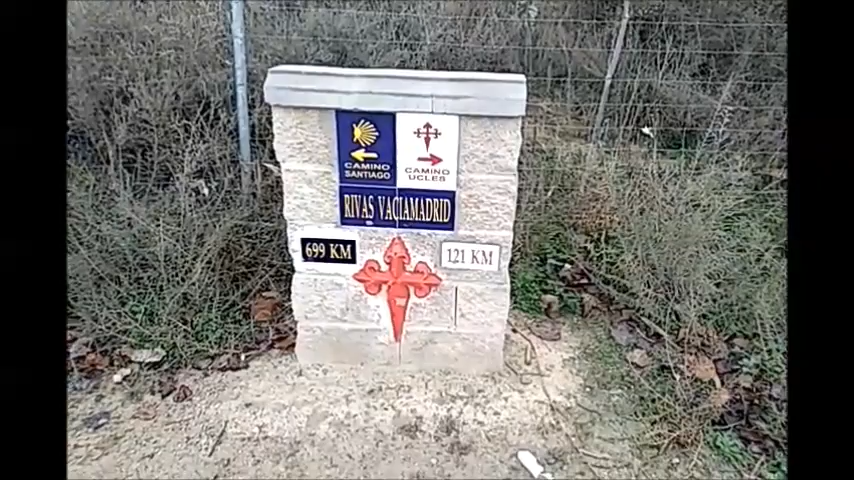 CAMINO
SANTIAGO
CAMINO
UCLES
RIVAS VACIAMADRID
699 KM
121 KM